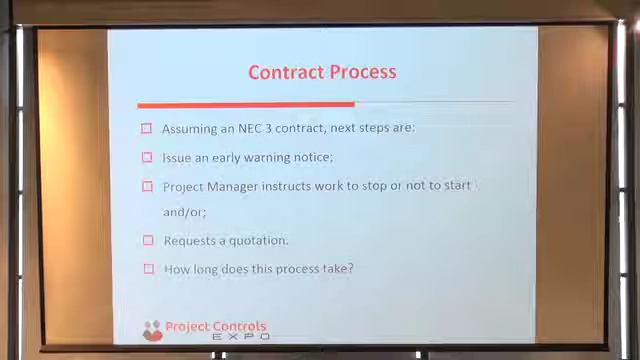 Contract Process
Assuming an NEC 3 contract, next steps are:
Issue an early warning notice;
Project Manager instructs work to stop or not to start
and/or;
Requests a quotation.
How long does this process take?
Project Controls
EXPO